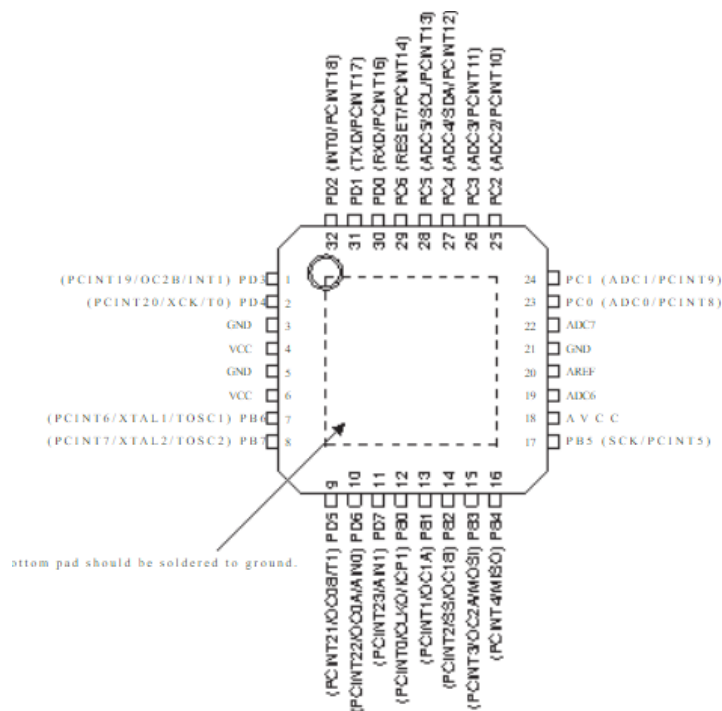 PD2 (INT0/PCINT18)
PD1 (TXD/PCINT17)
PD0 (RXD/PCINT16)
PC6 (RESET/PCINT14)
PC5 (ADC5/SCL/PCINT13)
PC4 (ADC4/SDA/PCINT12)
PC3 (ADC3/PCINT11)
PC2 (ADC2/PCINT10)
32 31 30 29 28 27 26 25
(PCINT19/OC2B/INT1) PD3 1
(PCINT20/XCK/T0) PD4 2
GND 3
VCC 4
GND 5
VCC 6
(PCINT6/XTAL1/TOSC1) PB6 7
(PCINT7/XTAL2/TOSC2) PB7 8
24 PC1 (ADC1/PCINT9)
23 PC0 (ADC0/PCINT8)
22 ADC7
21 GND
20 AREF
19 ADC6
18 AVCC
17 PB5 (SCK/PCINT5)
9 10 11 12 13 14 15 16
(PCINT21/OC0B/T1) PD5
(PCINT22/OC0A/AIN0) PD6
(PCINT23/AIN1) PD7
(PCINT0/CLKO/ICP1) PB0
(PCINT1/OC1A) PB1
(PCINT2/SS/OC1B) PB2
(PCINT3/OC2A/MOSI) PB3
(PCINT4/MISO) PB4
ottom pad should be soldered to ground.